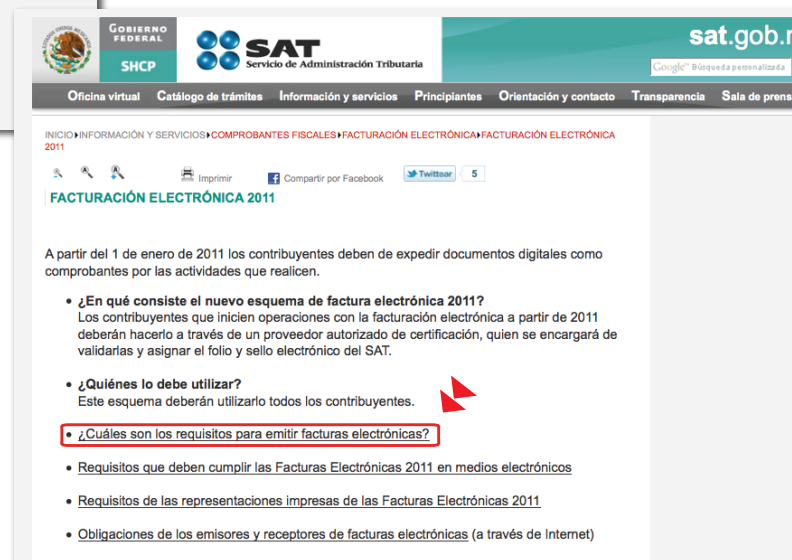 GOBIERNO
FEDERAL
SHCP
SAT
Servicio de Administración Tributaria
sat.gob.m
Google™ Búsqueda personalizada
Oficina virtual Catálogo de trámites Información y servicios Principiantes Orientación y contacto Transparencia Sala de prens
INICIO▸INFORMACIÓN Y SERVICIOS▸COMPROBANTES FISCALES▸FACTURACIÓN ELECTRÓNICA▸FACTURACIÓN ELECTRÓNICA
2011
Imprimir Compartir por Facebook Twittear 5
FACTURACIÓN ELECTRÓNICA 2011
A partir del 1 de enero de 2011 los contribuyentes deben de expedir documentos digitales como
comprobantes por las actividades que realicen.
• ¿En qué consiste el nuevo esquema de factura electrónica 2011?
Los contribuyentes que inicien operaciones con la facturación electrónica a partir de 2011
deberán hacerlo a través de un proveedor autorizado de certificación, quien se encargará de
validarlas y asignar el folio y sello electrónico del SAT.
• ¿Quiénes lo debe utilizar?
Este esquema deberán utilizarlo todos los contribuyentes.
• ¿Cuáles son los requisitos para emitir facturas electrónicas?
• Requisitos que deben cumplir las Facturas Electrónicas 2011 en medios electrónicos
• Requisitos de las representaciones impresas de las Facturas Electrónicas 2011
• Obligaciones de los emisores y receptores de facturas electrónicas (a través de Internet)